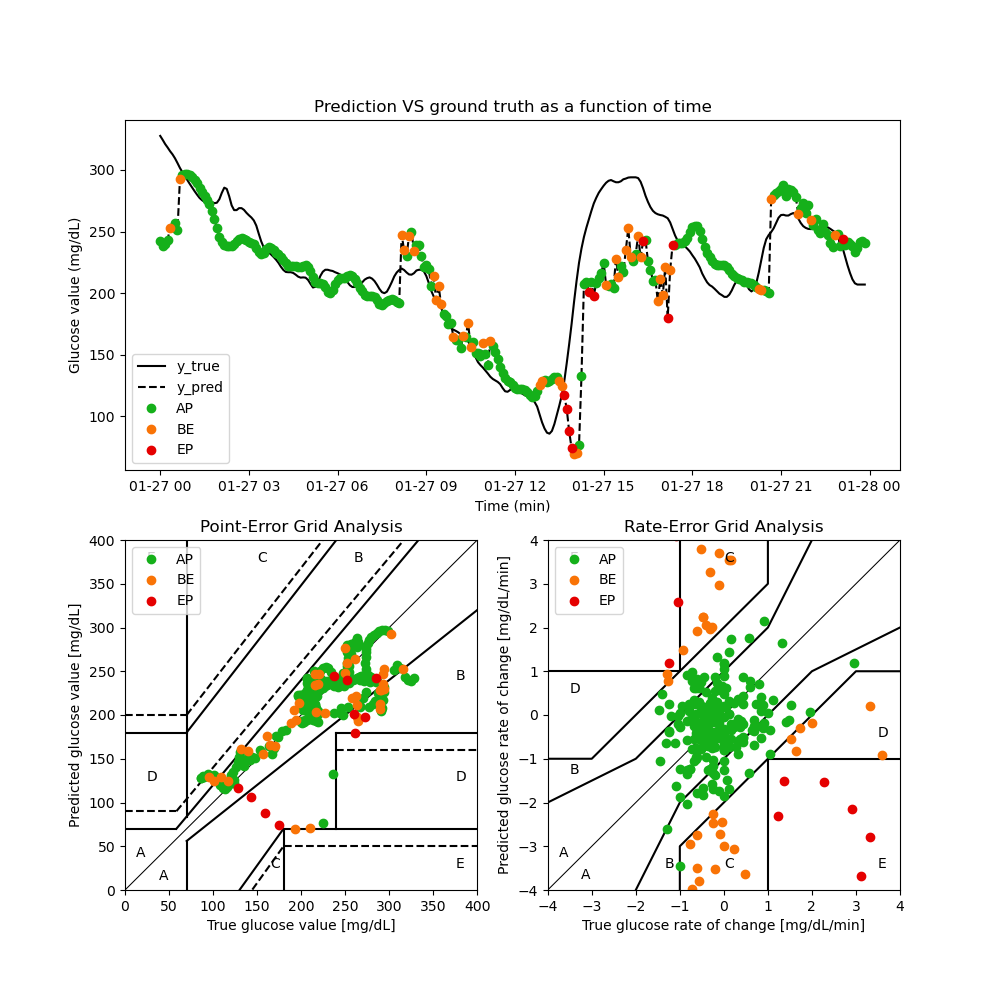 Prediction VS ground truth as a function of time
Glucose value (mg/dL)
300
250
200
150
100
y_true
y_pred
AP
BE
EP
01-27 00 01-27 03 01-27 06 01-27 09 01-27 12 01-27 15 01-27 18 01-27 21 01-28 00
Time (min)
Point-Error Grid Analysis
Predicted glucose value [mg/dL]
400
350
300
250
200
150
100
50
0
AP
BE
EP
C
B
B
D
D
A
A
C
E
0 50 100 150 200 250 300 350 400
True glucose value [mg/dL]
Rate-Error Grid Analysis
Predicted glucose rate of change [mg/dL/min]
4
3
2
1
0
−1
−2
−3
−4
AP
BE
EP
C
D
D
B
A
A
B
C
E
−4 −3 −2 −1 0 1 2 3 4
True glucose rate of change [mg/dL/min]